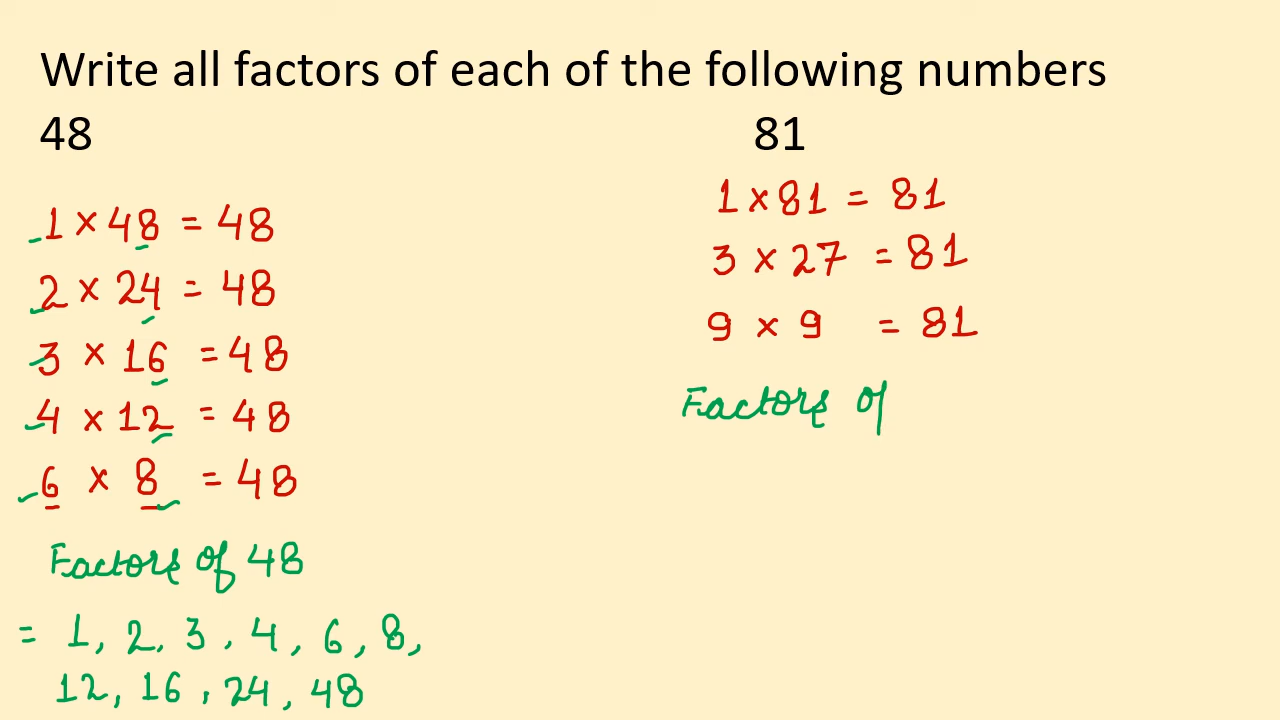 Write all factors of each of the following numbers
48
1 × 48 = 48
2 × 24 = 48
3 × 16 = 48
4 × 12 = 48
6 × 8 = 48
Factors of 48
= 1, 2, 3, 4, 6, 8,
12, 16, 24, 48
81
1 × 81 = 81
3 × 27 = 81
9 × 9 = 81
Factors of